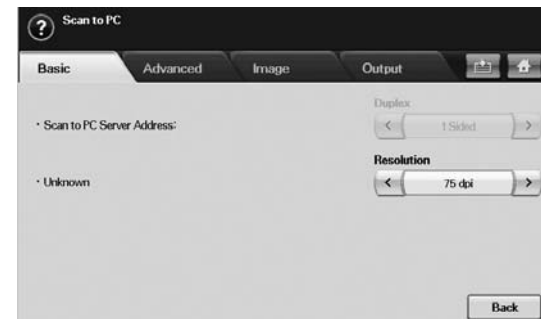 ? Scan to PC
Basic Advanced Image Output
Duplex
· Scan to PC Server Address:
< 1 Sided >
Resolution
· Unknown
< 75 dpi >
Back